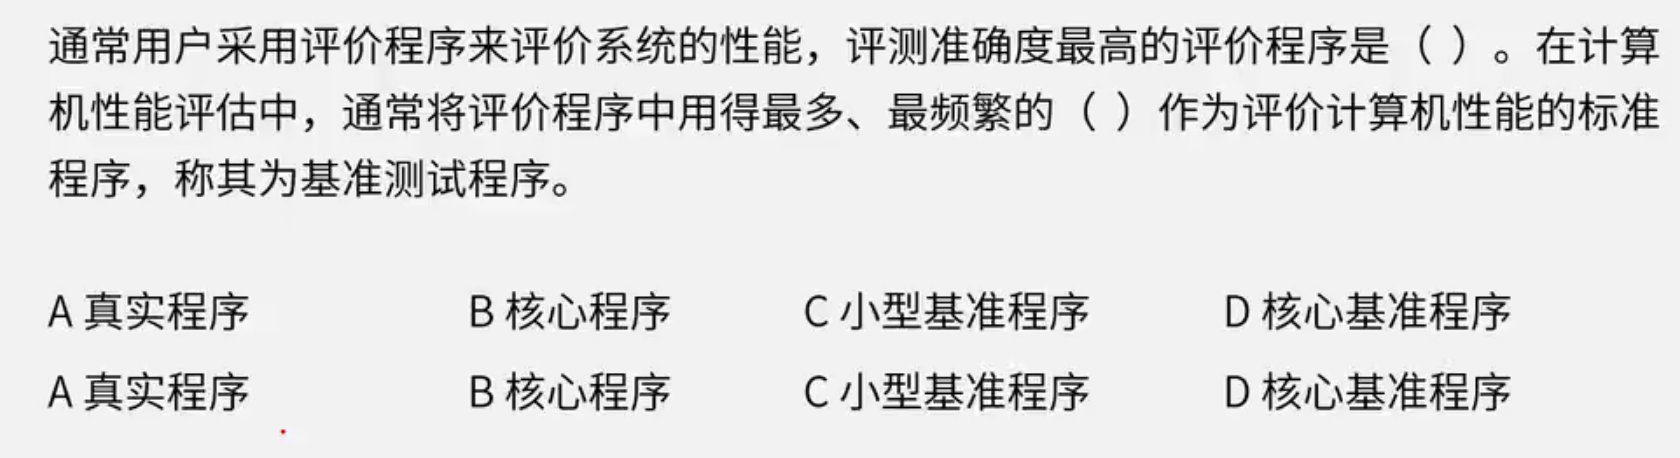 通常用户采用评价程序来评价系统的性能，评测准确度最高的评价程序是（ ）。在计算
机性能评估中，通常将评价程序中用得最多、最频繁的（ ）作为评价计算机性能的标准
程序，称其为基准测试程序。
A 真实程序 B 核心程序 C 小型基准程序 D 核心基准程序
A 真实程序 B 核心程序 C 小型基准程序 D 核心基准程序